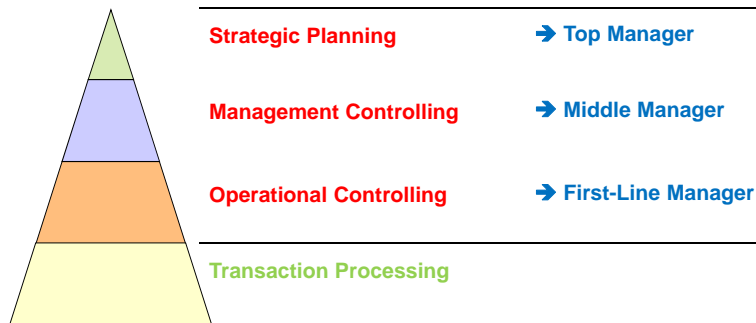 Strategic Planning ➔ Top Manager
Management Controlling ➔ Middle Manager
Operational Controlling ➔ First-Line Manager
Transaction Processing